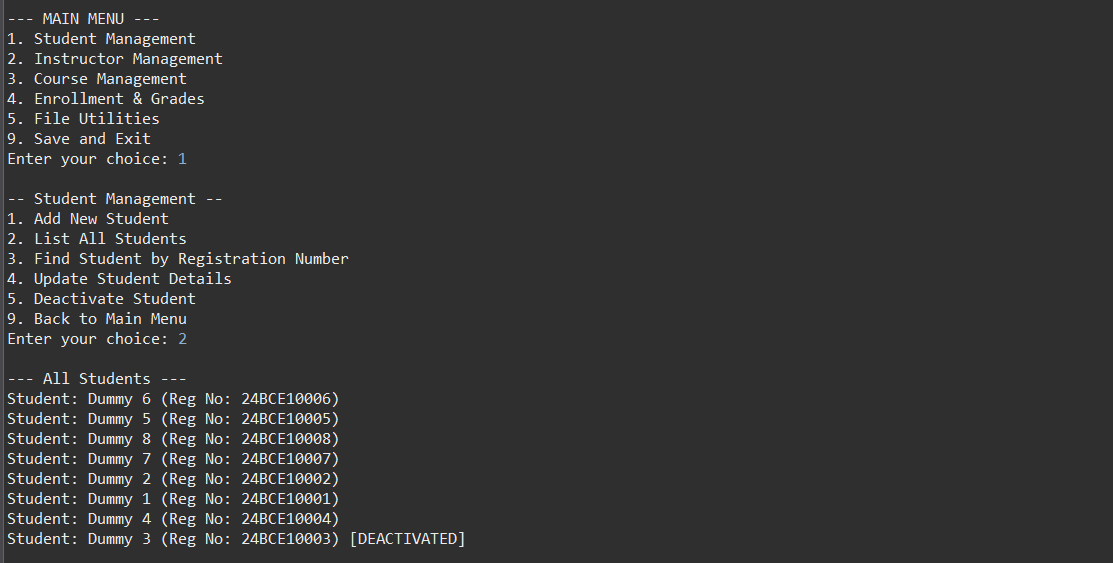 --- MAIN MENU ---
1. Student Management
2. Instructor Management
3. Course Management
4. Enrollment & Grades
5. File Utilities
9. Save and Exit
Enter your choice: 1
-- Student Management --
1. Add New Student
2. List All Students
3. Find Student by Registration Number
4. Update Student Details
5. Deactivate Student
9. Back to Main Menu
Enter your choice: 2
--- All Students ---
Student: Dummy 6 (Reg No: 24BCE10006)
Student: Dummy 5 (Reg No: 24BCE10005)
Student: Dummy 8 (Reg No: 24BCE10008)
Student: Dummy 7 (Reg No: 24BCE10007)
Student: Dummy 2 (Reg No: 24BCE10002)
Student: Dummy 1 (Reg No: 24BCE10001)
Student: Dummy 4 (Reg No: 24BCE10004)
Student: Dummy 3 (Reg No: 24BCE10003) [DEACTIVATED]